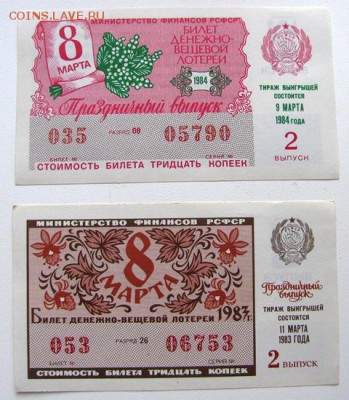 COINS.LAVE.RU
МИНИСТЕРСТВО ФИНАНСОВ РСФСР
8
МАРТА
БИЛЕТ
ДЕНЕЖНО-
ВЕЩЕВОЙ
ЛОТЕРЕИ
1984
Праздничный выпуск
035 РАЗРЯД 08 05790
БИЛЕТ № СЕРИЯ №
СТОИМОСТЬ БИЛЕТА ТРИДЦАТЬ КОПЕЕК
ТИРАЖ ВЫИГРЫШЕЙ
СОСТОИТСЯ
9 МАРТА
1984 ГОДА
2
ВЫПУСК
МИНИСТЕРСТВО ФИНАНСОВ РСФСР
8
МАРТА
БИЛЕТ ДЕНЕЖНО-ВЕЩЕВОЙ ЛОТЕРЕИ 1983 г.
053 РАЗРЯД 26 06753
БИЛЕТ № СЕРИЯ №
СТОИМОСТЬ БИЛЕТА ТРИДЦАТЬ КОПЕЕК
Праздничный
выпуск
ТИРАЖ ВЫИГРЫШЕЙ
СОСТОИТСЯ
11 МАРТА
1983 ГОДА
2
ВЫПУСК